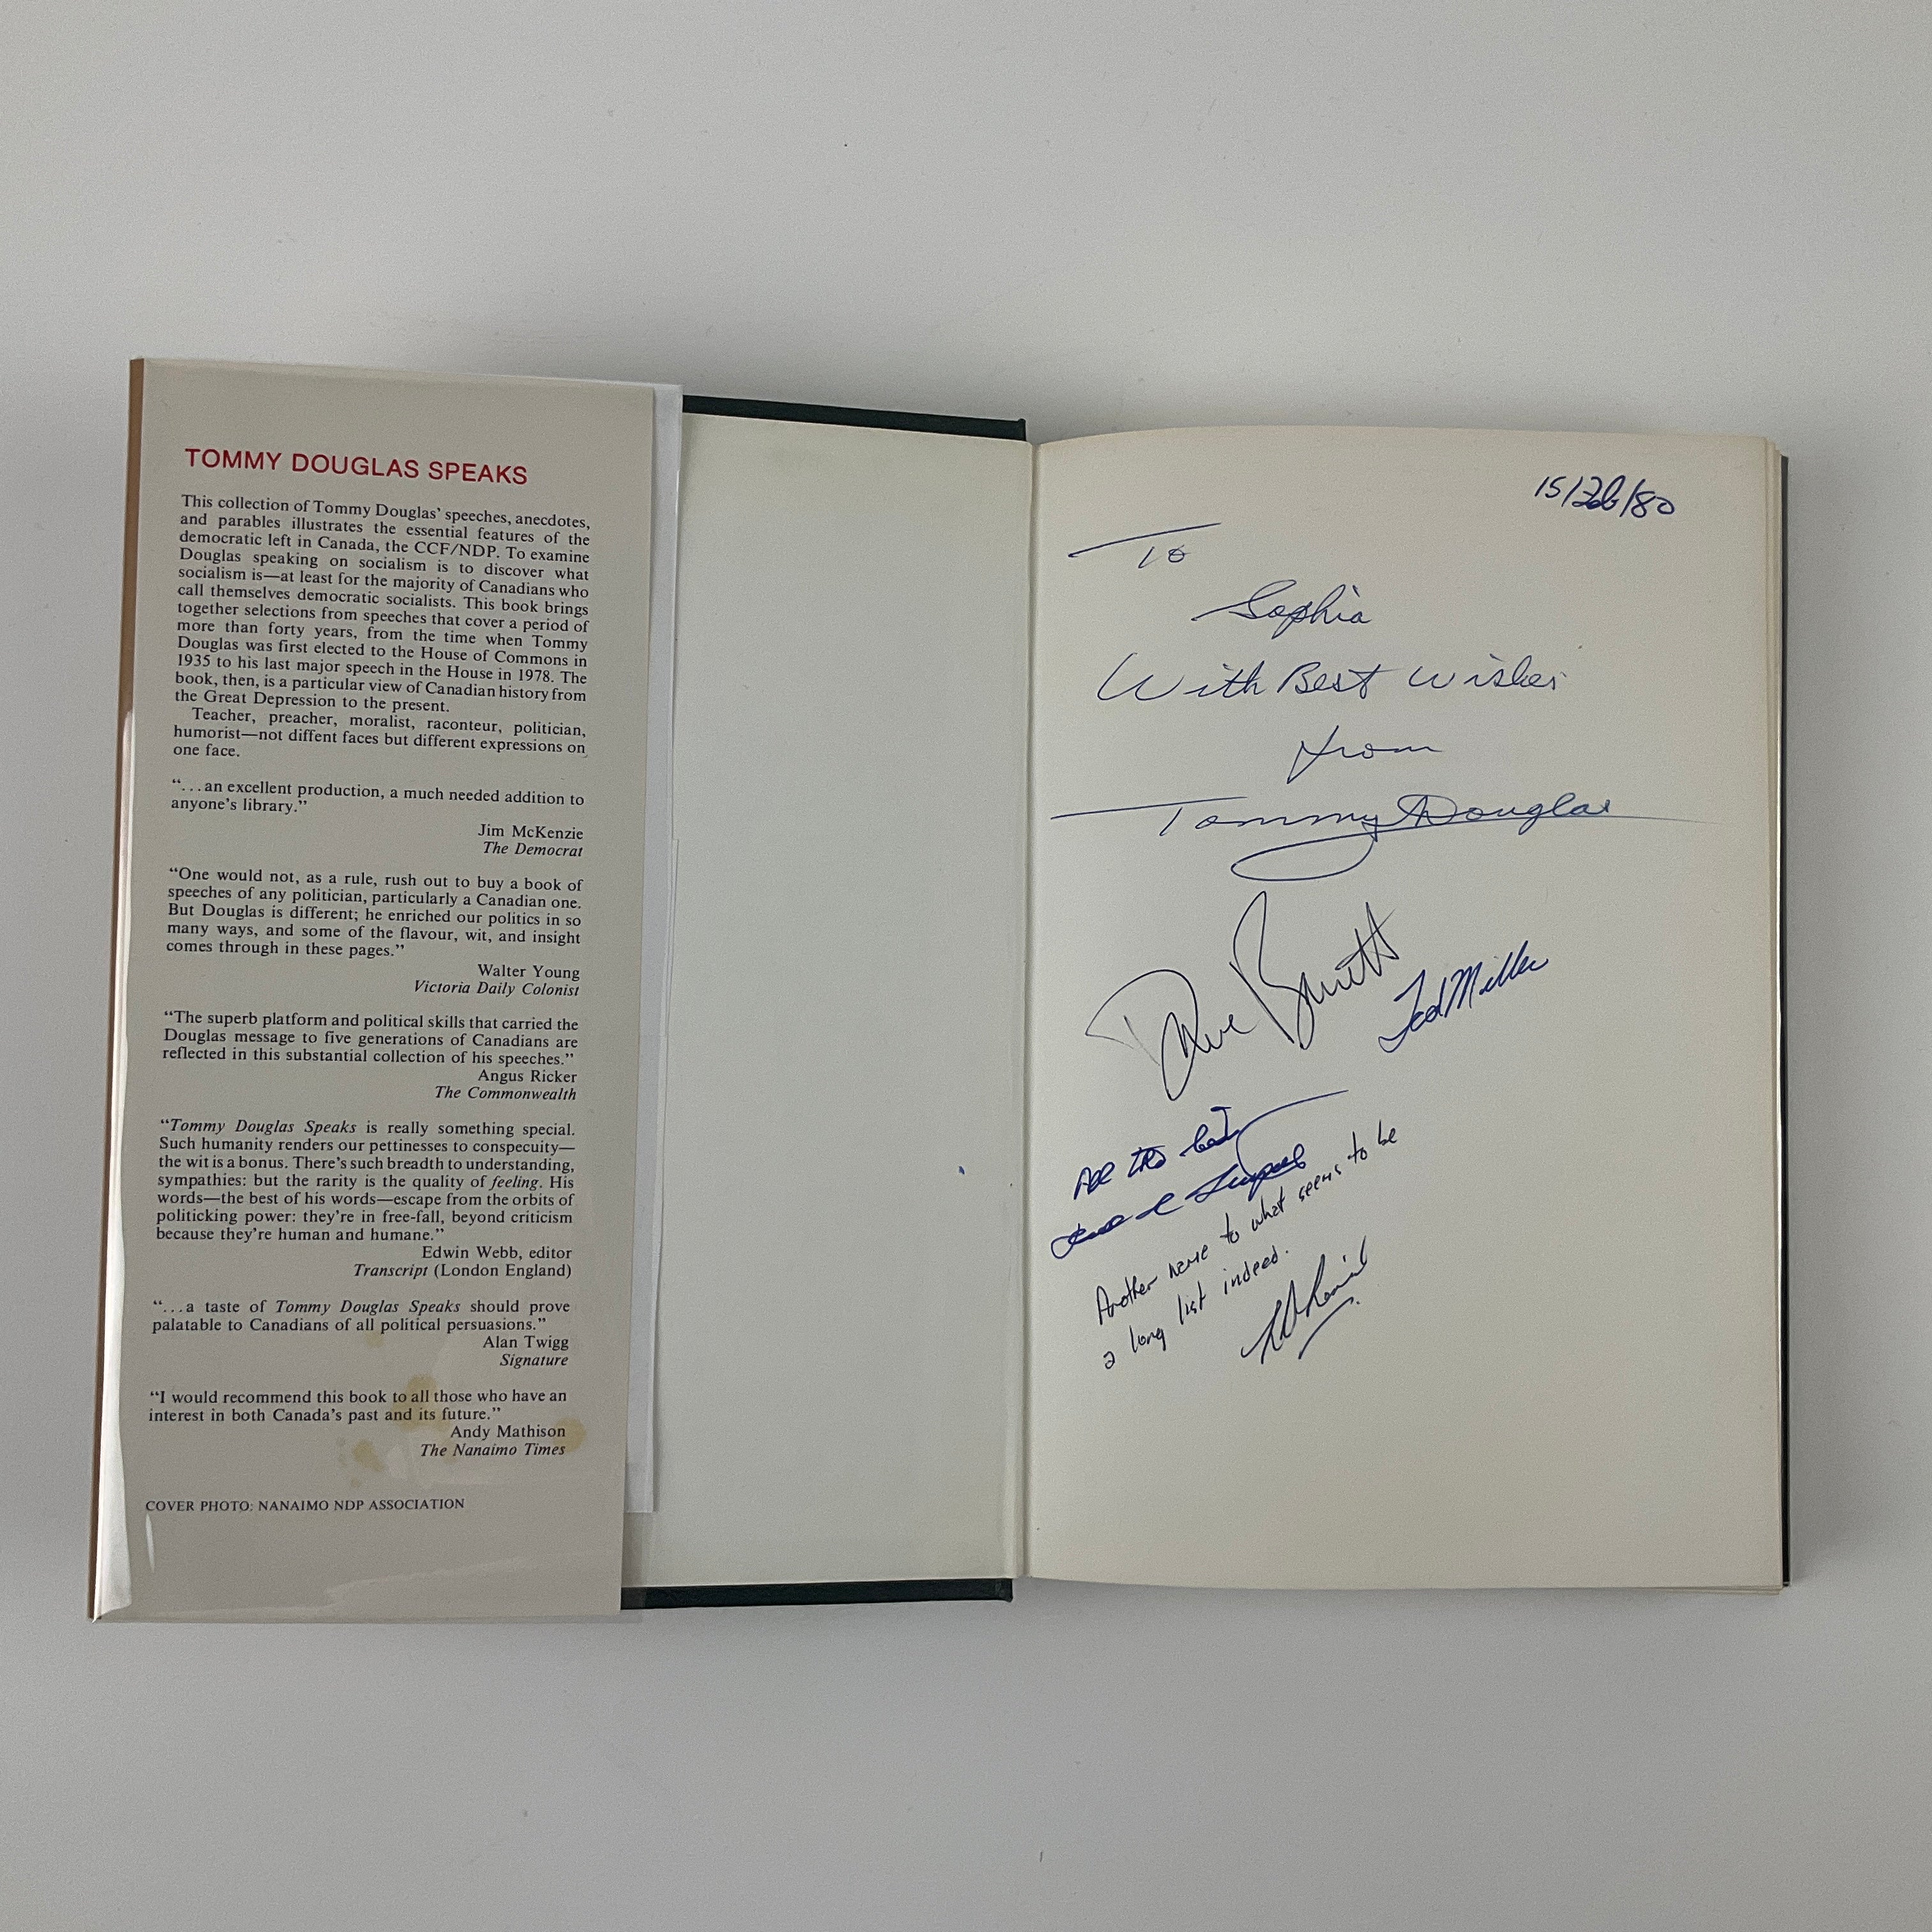 TOMMY DOUGLAS SPEAKS
This collection of Tommy Douglas' speeches, anecdotes,
and parables illustrates the essential features of the
democratic left in Canada, the CCF/NDP. To examine
Douglas speaking on socialism is to discover what
socialism is—at least for the majority of Canadians who
call themselves democratic socialists. This book brings
together selections from speeches that cover a period of
more than forty years, from the time when Tommy
Douglas was first elected to the House of Commons in
1935 to his last major speech in the House in 1978. The
book, then, is a particular view of Canadian history from
the Great Depression to the present.
Teacher, preacher, moralist, raconteur, politician,
humorist—not diffent faces but different expressions on
one face.
“...an excellent production, a much needed addition to
anyone's library.”
Jim McKenzie
The Democrat
“One would not, as a rule, rush out to buy a book of
speeches of any politician, particularly a Canadian one.
But Douglas is different; he enriched our politics in so
many ways, and some of the flavour, wit, and insight
comes through in these pages.”
Walter Young
Victoria Daily Colonist
“The superb platform and political skills that carried the
Douglas message to five generations of Canadians are
reflected in this substantial collection of his speeches.”
Angus Ricker
The Commonwealth
“Tommy Douglas Speaks is really something special.
Such humanity renders our pettinesses to conspecuity—
the wit is a bonus. There's such breadth to understanding,
sympathies: but the rarity is the quality of feeling. His
words—the best of his words—escape from the orbits of
politicking power: they're in free-fall, beyond criticism
because they're human and humane.”
Edwin Webb, editor
Transcript (London England)
“...a taste of Tommy Douglas Speaks should prove
palatable to Canadians of all political persuasions.”
Alan Twigg
Signature
“I would recommend this book to all those who have an
interest in both Canada's past and its future.”
Andy Mathison
The Nanaimo Times
COVER PHOTO: NANAIMO NDP ASSOCIATION
To
Sophia
With Best Wishes
from
Tommy Douglas
Dave Barrett
Ted Miller
All the best
Another name to what seems to be
a long list indeed.